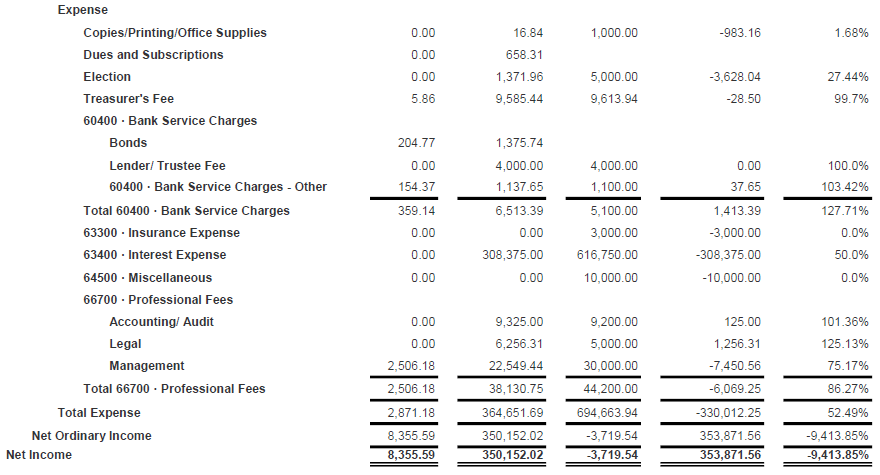 Expense
Copies/Printing/Office Supplies 0.00 16.84 1,000.00 -983.16 1.68%
Dues and Subscriptions 0.00 658.31
Election 0.00 1,371.96 5,000.00 -3,628.04 27.44%
Treasurer's Fee 5.86 9,585.44 9,613.94 -28.50 99.7%
60400 · Bank Service Charges
Bonds 204.77 1,375.74
Lender/ Trustee Fee 0.00 4,000.00 4,000.00 0.00 100.0%
60400 · Bank Service Charges - Other 154.37 1,137.65 1,100.00 37.65 103.42%
Total 60400 · Bank Service Charges 359.14 6,513.39 5,100.00 1,413.39 127.71%
63300 · Insurance Expense 0.00 0.00 3,000.00 -3,000.00 0.0%
63400 · Interest Expense 0.00 308,375.00 616,750.00 -308,375.00 50.0%
64500 · Miscellaneous 0.00 0.00 10,000.00 -10,000.00 0.0%
66700 · Professional Fees
Accounting/ Audit 0.00 9,325.00 9,200.00 125.00 101.36%
Legal 0.00 6,256.31 5,000.00 1,256.31 125.13%
Management 2,506.18 22,549.44 30,000.00 -7,450.56 75.17%
Total 66700 · Professional Fees 2,506.18 38,130.75 44,200.00 -6,069.25 86.27%
Total Expense 2,871.18 364,651.69 694,663.94 -330,012.25 52.49%
Net Ordinary Income 8,355.59 350,152.02 -3,719.54 353,871.56 -9,413.85%
Net Income 8,355.59 350,152.02 -3,719.54 353,871.56 -9,413.85%